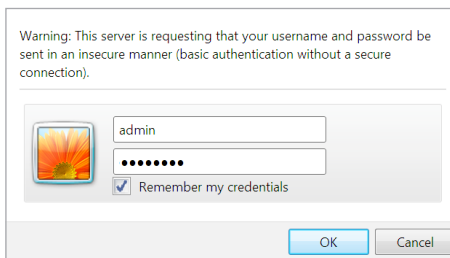 Warning: This server is requesting that your username and password be
sent in an insecure manner (basic authentication without a secure
connection).
admin
●●●●●●●●
Remember my credentials
OK
Cancel